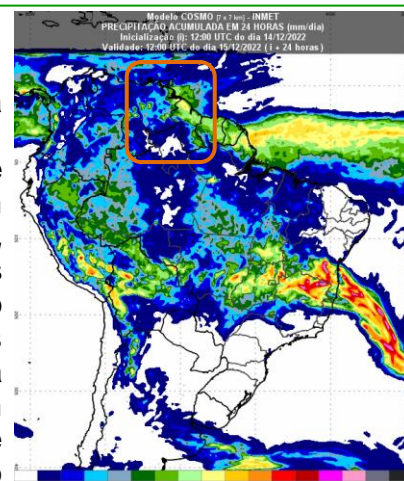 Modelo COSMO [7 x 7 km] - INMET
PRECIPITAÇÃO ACUMULADA EM 24 HORAS (mm/dia)
Inicialização (i): 12:00 UTC do dia 14/12/2022
Validade: 12:00 UTC do dia 15/12/2022 ( i + 24 horas )